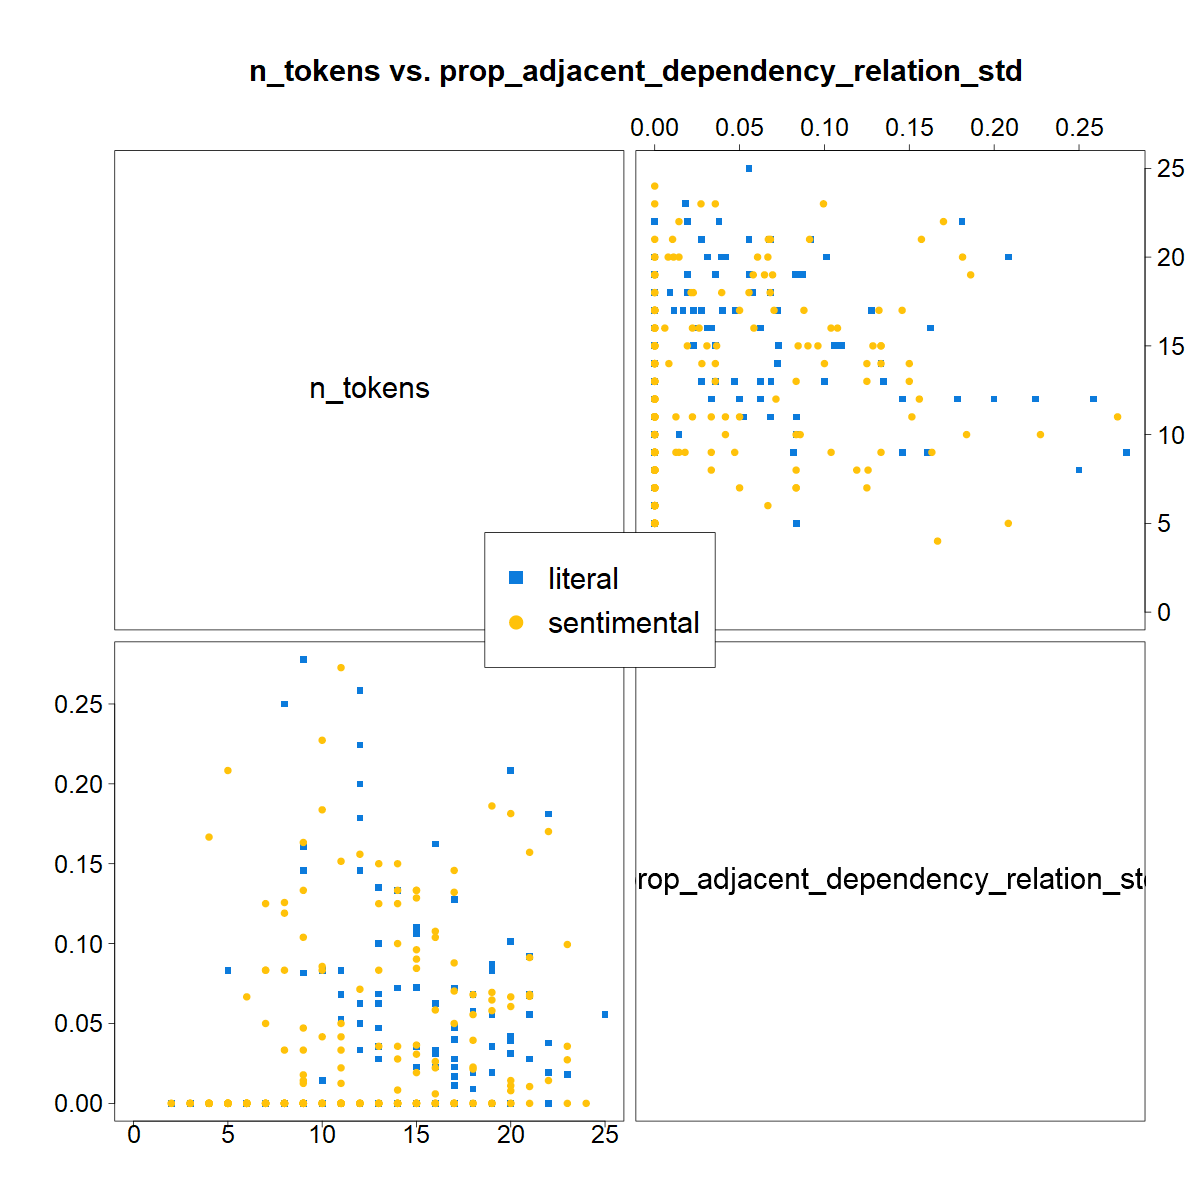 n_tokens vs. prop_adjacent_dependency_relation_std
0.00 0.05 0.10 0.15 0.20 0.25
n_tokens
25
20
15
10
5
0
literal
sentimental
0.25
0.20
0.15
0.10
0.05
0.00
rop_adjacent_dependency_relation_st
0 5 10 15 20 25